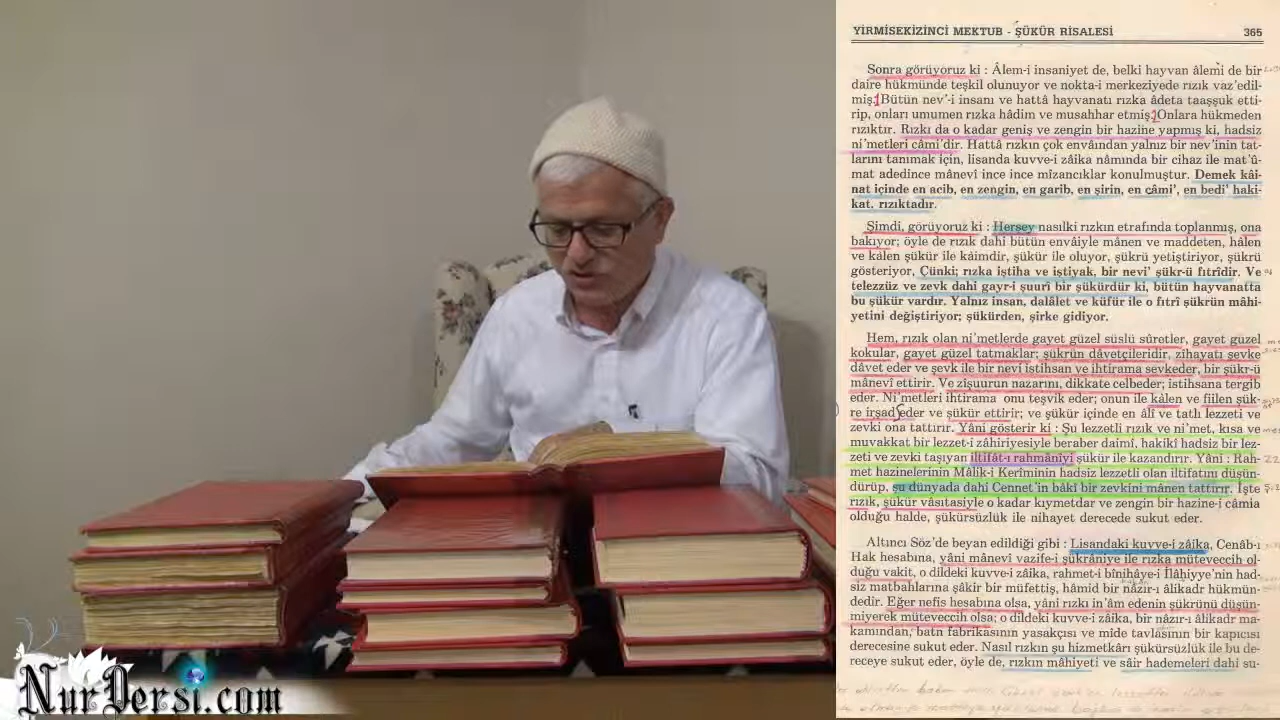 YİRMİSEKİZİNCİ MEKTUB - ŞÜKÜR RİSALESİ 365
Sonra görüyoruz ki : Âlem-i insaniyet de, belki hayvan âlemi de bir
daire hükmünde teşkil olunuyor ve nokta-i merkeziyede rızık vaz'edil-
miş. Bütün nev'-i insanı ve hattâ hayvanatı rızka âdeta taaşşuk etti-
rip, onları umumen rızka hâdim ve musahhar etmiş. Onlara hükmeden
rızıktır. Rızkı da o kadar geniş ve zengin bir hazine yapmış ki, hadsiz
ni'metleri câmi'dir. Hattâ rızkın çok envâından yalnız bir nev'inin tat-
larını tanımak için, lisanda kuvve-i zâika nâmında bir cihaz ile mat'û-
mat adedince mânevî ince ince mîzancıklar konulmuştur. Demek kâi-
nat içinde en acib, en zengin, en garib, en şirin, en câmi', en bedi' haki-
kat, rızıktadır.
Şimdi, görüyoruz ki : Herşey nasılki rızkın etrafında toplanmış, ona
bakıyor; öyle de rızık dahi bütün envâiyle mânen ve maddeten, hâlen
ve kâlen şükür ile kâimdir, şükür ile oluyor, şükrü yetiştiriyor, şükrü
gösteriyor, Çünki; rızka iştiha ve iştiyak, bir nevi' şükr-ü fıtrîdir. Ve
telezzüz ve zevk dahi gayr-i şuurî bir şükürdür ki, bütün hayvanatta
bu şükür vardır. Yalnız insan, dalâlet ve küfür ile o fıtrî şükrün mâhi-
yetini değiştiriyor; şükürden, şirke gidiyor.
Hem, rızık olan ni'metlerde gayet güzel süslü sûretler, gayet güzel
kokular, gayet güzel tatmaklar; şükrün dâvetçileridir, zîhayatı şevke
dâvet eder ve şevk ile bir nevi istihsan ve ihtirama sevkeder, bir şükr-ü
mânevî ettirir. Ve zîşuurun nazarını, dikkate celbeder; istihsana tergib
eder. Ni'metleri ihtirama onu teşvik eder; onun ile kâlen ve fiilen şük-
re irşad eder ve şükür ettirir; ve şükür içinde en âlî ve tatlı lezzeti ve
zevki ona tattırır. Yâni gösterir ki : Şu lezzetli rızık ve ni'met, kısa ve
muvakkat bir lezzet-i zâhiriyesiyle beraber daimî, hakikî hadsiz bir lez-
zeti ve zevki taşıyan iltifât-ı rahmânîyi şükür ile kazandırır. Yâni : Rah-
met hazinelerinin Mâlik-i Kerîminin hadsiz lezzetli olan iltifatını düşün-
dürüp, şu dünyada dahi Cennet'in bâki bir zevkini mânen tattırır. İşte
rızık, şükür vâsıtasiyle o kadar kıymetdar ve zengin bir hazine-i câmia
olduğu halde, şükürsüzlük ile nihayet derecede sukut eder.
Altıncı Söz'de beyan edildiği gibi : Lisandaki kuvve-i zâika, Cenâb-ı
Hak hesabına, yâni mânevî vazife-i şükrâniye ile rızka müteveccih ol-
duğu vakit, o dildeki kuvve-i zâika, rahmet-i bînihâye-i İlâhiyye'nin had-
siz matbahlarına şâkir bir müfettiş, hâmid bir nâzır-ı âlikadr hükmün-
dedir. Eğer nefis hesabına olsa, yâni rızkı in'âm edenin şükrünü düşün-
miyerek müteveccih olsa; o dildeki kuvve-i zâika, bir nâzır-ı âlikadr ma-
kamından, batn fabrikasının yasakçısı ve mide tavlasının bir kapıcısı
derecesine sukut eder. Nasıl rızkın şu hizmetkârı şükürsüzlük ile bu de-
receye sukut eder, öyle de, rızkın mâhiyeti ve sâir hademeleri dahi su-
NurDersi.com